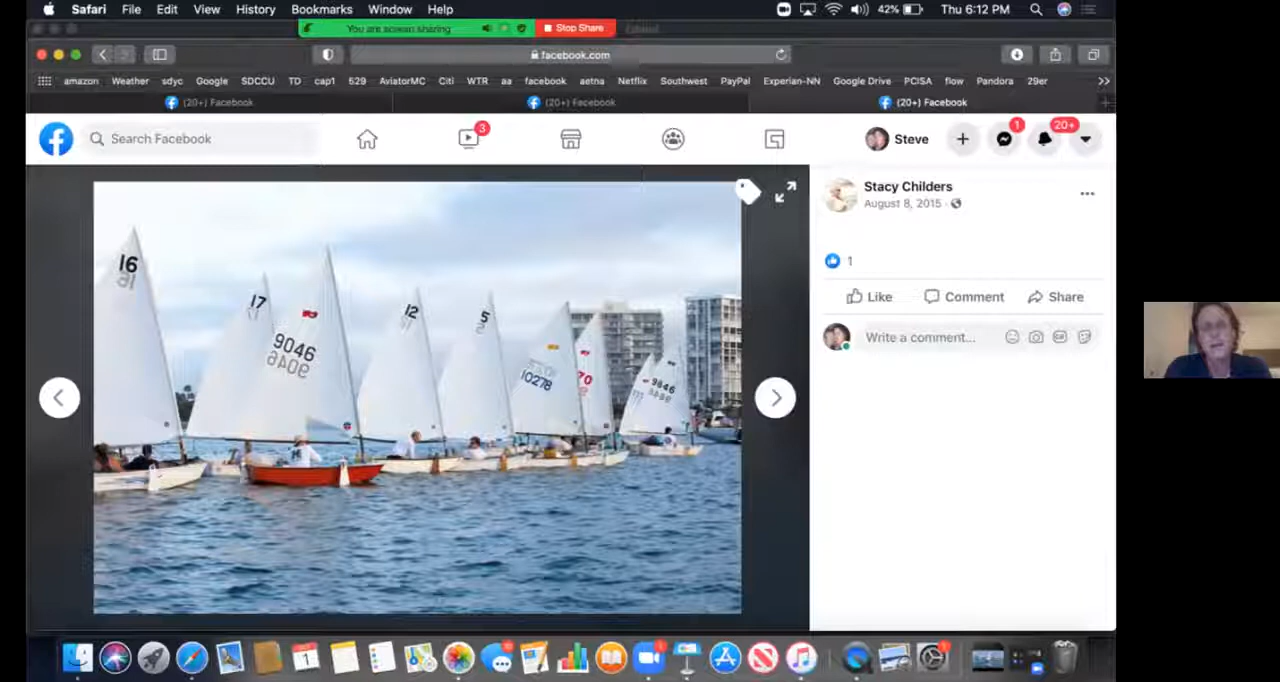 Safari File Edit View History Bookmarks Window Help 42% Thu 6:12 PM
You are screen sharing Stop Share
facebook.com
amazon Weather sdyc Google SDCCU TD cap1 529 AviatorMC Citi WTR aa facebook aetna Netflix Southwest PayPal Experian-NN Google Drive PCISA flow Pandora 29er
(20+) Facebook (20+) Facebook (20+) Facebook
Search Facebook 3 Steve 1 20+
Stacy Childers
August 8, 2015
1
Like Comment Share
Write a comment...
16
17
9046
9046
12
5
10278
70
9846
1